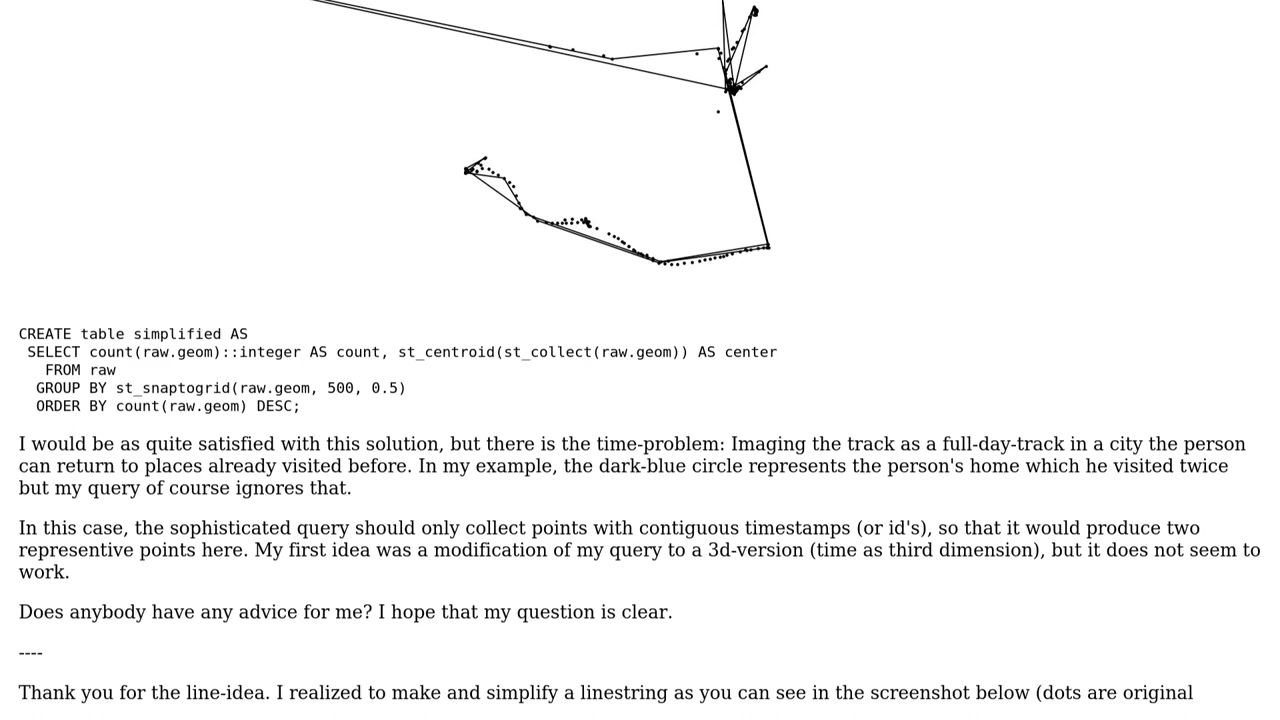 CREATE table simplified AS
SELECT count(raw.geom)::integer AS count, st_centroid(st_collect(raw.geom)) AS center
FROM raw
GROUP BY st_snaptogrid(raw.geom, 500, 0.5)
ORDER BY count(raw.geom) DESC;
I would be as quite satisfied with this solution, but there is the time-problem: Imaging the track as a full-day-track in a city the person
can return to places already visited before. In my example, the dark-blue circle represents the person's home which he visited twice
but my query of course ignores that.
In this case, the sophisticated query should only collect points with contiguous timestamps (or id's), so that it would produce two
representive points here. My first idea was a modification of my query to a 3d-version (time as third dimension), but it does not seem to
work.
Does anybody have any advice for me? I hope that my question is clear.
----
Thank you for the line-idea. I realized to make and simplify a linestring as you can see in the screenshot below (dots are original